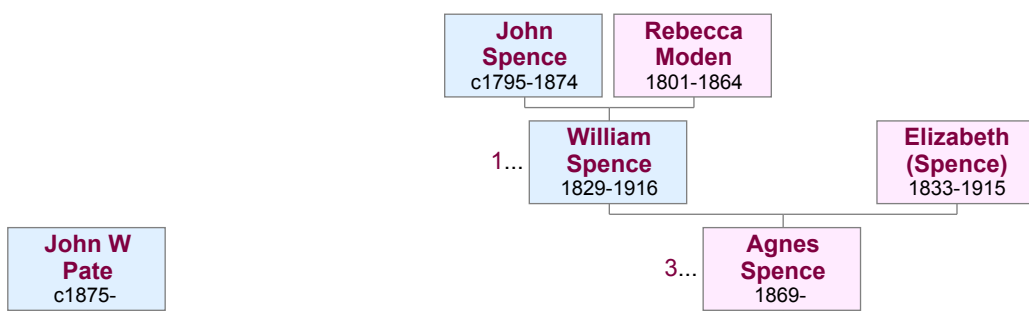 John
Spence
c1795-1874
Rebecca
Moden
1801-1864
1...
William
Spence
1829-1916
Elizabeth
(Spence)
1833-1915
John W
Pate
c1875-
3...
Agnes
Spence
1869-